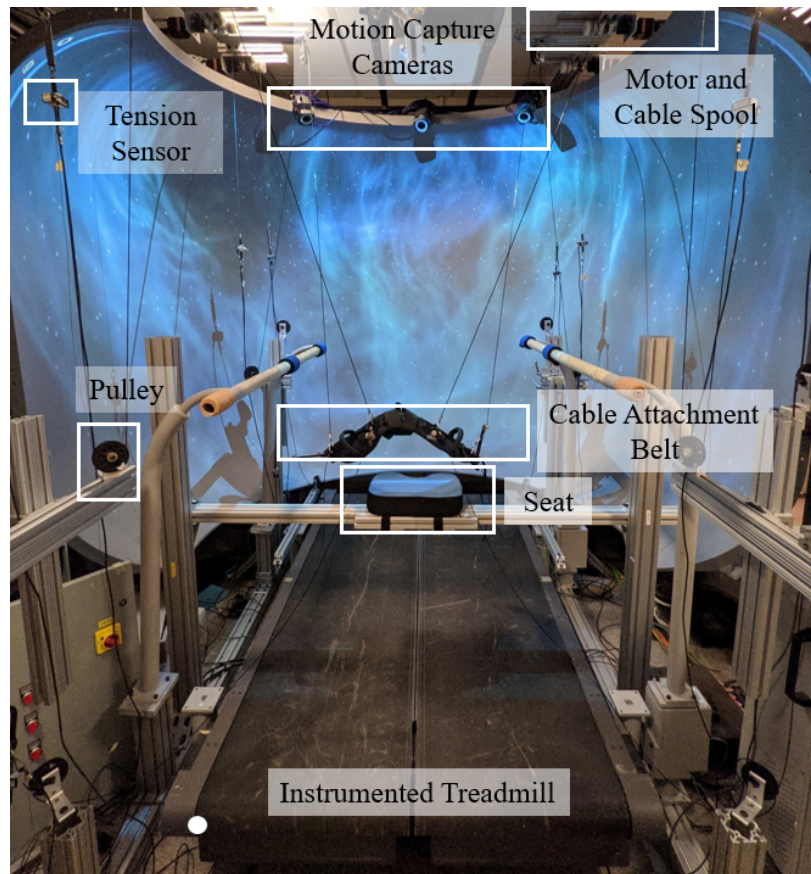 Motion Capture
Cameras
Motor and
Cable Spool
Tension
Sensor
Pulley
Cable Attachment
Belt
Seat
Instrumented Treadmill